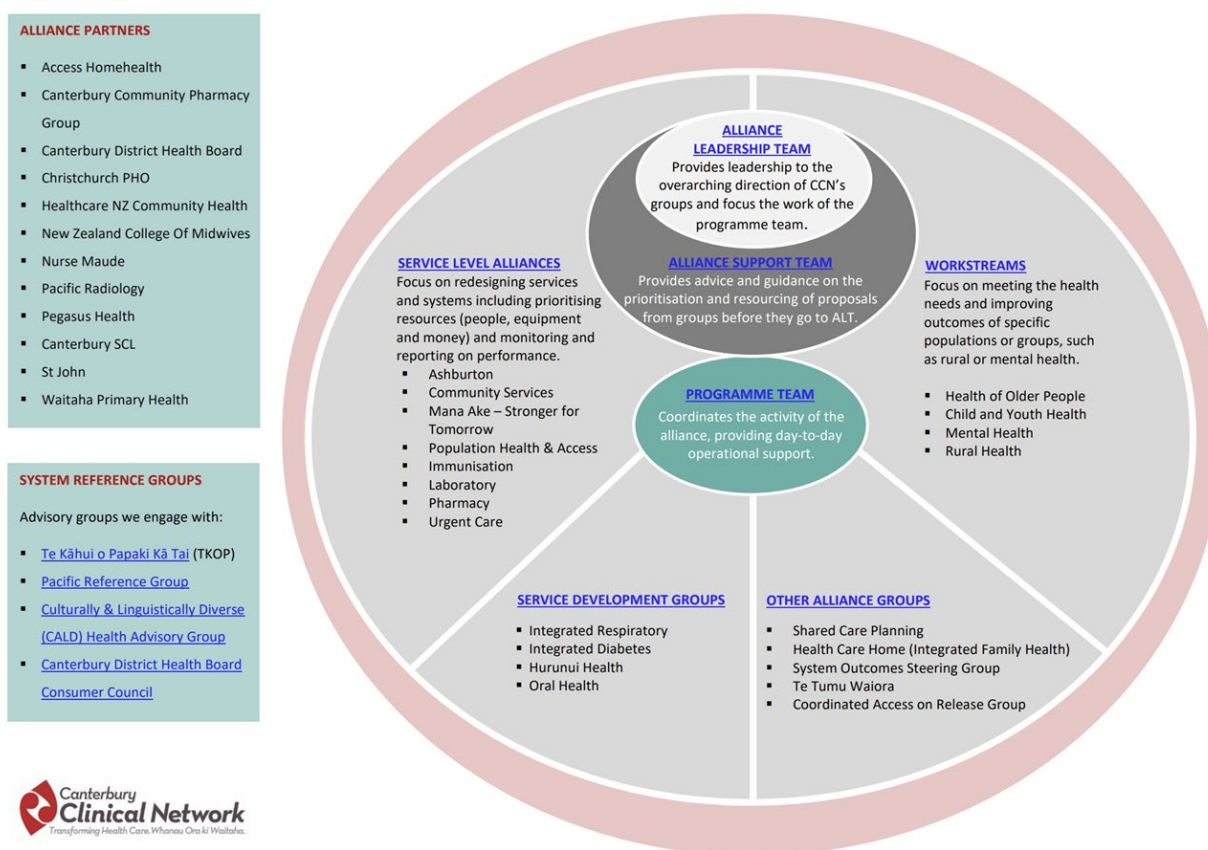 ALLIANCE PARTNERS
▪ Access Homehealth
▪ Canterbury Community Pharmacy
Group
▪ Canterbury District Health Board
▪ Christchurch PHO
▪ Healthcare NZ Community Health
▪ New Zealand College Of Midwives
▪ Nurse Maude
▪ Pacific Radiology
▪ Pegasus Health
▪ Canterbury SCL
▪ St John
▪ Waitaha Primary Health
SYSTEM REFERENCE GROUPS
Advisory groups we engage with:
▪ Te Kāhui o Papaki Kā Tai (TKOP)
▪ Pacific Reference Group
▪ Culturally & Linguistically Diverse
(CALD) Health Advisory Group
▪ Canterbury District Health Board
Consumer Council
Canterbury
Clinical Network
Transforming Health Care. Whanau Ora ki Waitaha.
ALLIANCE
LEADERSHIP TEAM
Provides leadership to the
overarching direction of CCN's
groups and focus the work of the
programme team.
ALLIANCE SUPPORT TEAM
Provides advice and guidance on the
prioritisation and resourcing of proposals
from groups before they go to ALT.
PROGRAMME TEAM
Coordinates the activity of the
alliance, providing day-to-day
operational support.
SERVICE LEVEL ALLIANCES
Focus on redesigning services
and systems including prioritising
resources (people, equipment
and money) and monitoring and
reporting on performance.
▪ Ashburton
▪ Community Services
▪ Mana Ake – Stronger for
Tomorrow
▪ Population Health & Access
▪ Immunisation
▪ Laboratory
▪ Pharmacy
▪ Urgent Care
WORKSTREAMS
Focus on meeting the health
needs and improving
outcomes of specific
populations or groups, such
as rural or mental health.
▪ Health of Older People
▪ Child and Youth Health
▪ Mental Health
▪ Rural Health
SERVICE DEVELOPMENT GROUPS
▪ Integrated Respiratory
▪ Integrated Diabetes
▪ Hurunui Health
▪ Oral Health
OTHER ALLIANCE GROUPS
▪ Shared Care Planning
▪ Health Care Home (Integrated Family Health)
▪ System Outcomes Steering Group
▪ Te Tumu Waiora
▪ Coordinated Access on Release Group